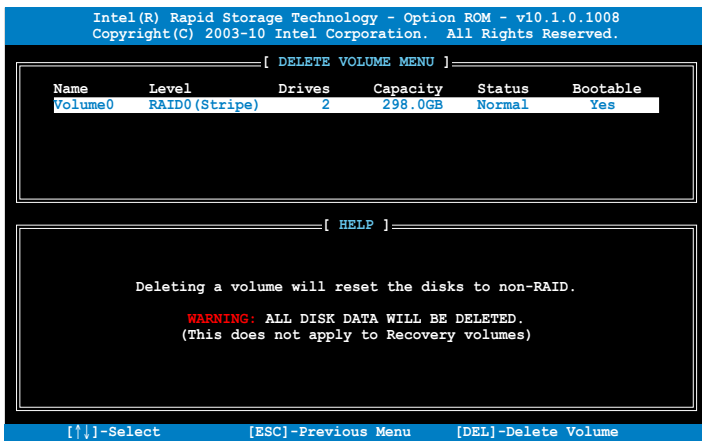 Intel(R) Rapid Storage Technology - Option ROM - v10.1.0.1008
Copyright(C) 2003-10 Intel Corporation. All Rights Reserved.
[ DELETE VOLUME MENU ]
Name Level Drives Capacity Status Bootable
Volume0 RAID0(Stripe) 2 298.0GB Normal Yes
[ HELP ]
Deleting a volume will reset the disks to non-RAID.
WARNING: ALL DISK DATA WILL BE DELETED.
(This does not apply to Recovery volumes)
[↑↓]-Select [ESC]-Previous Menu [DEL]-Delete Volume